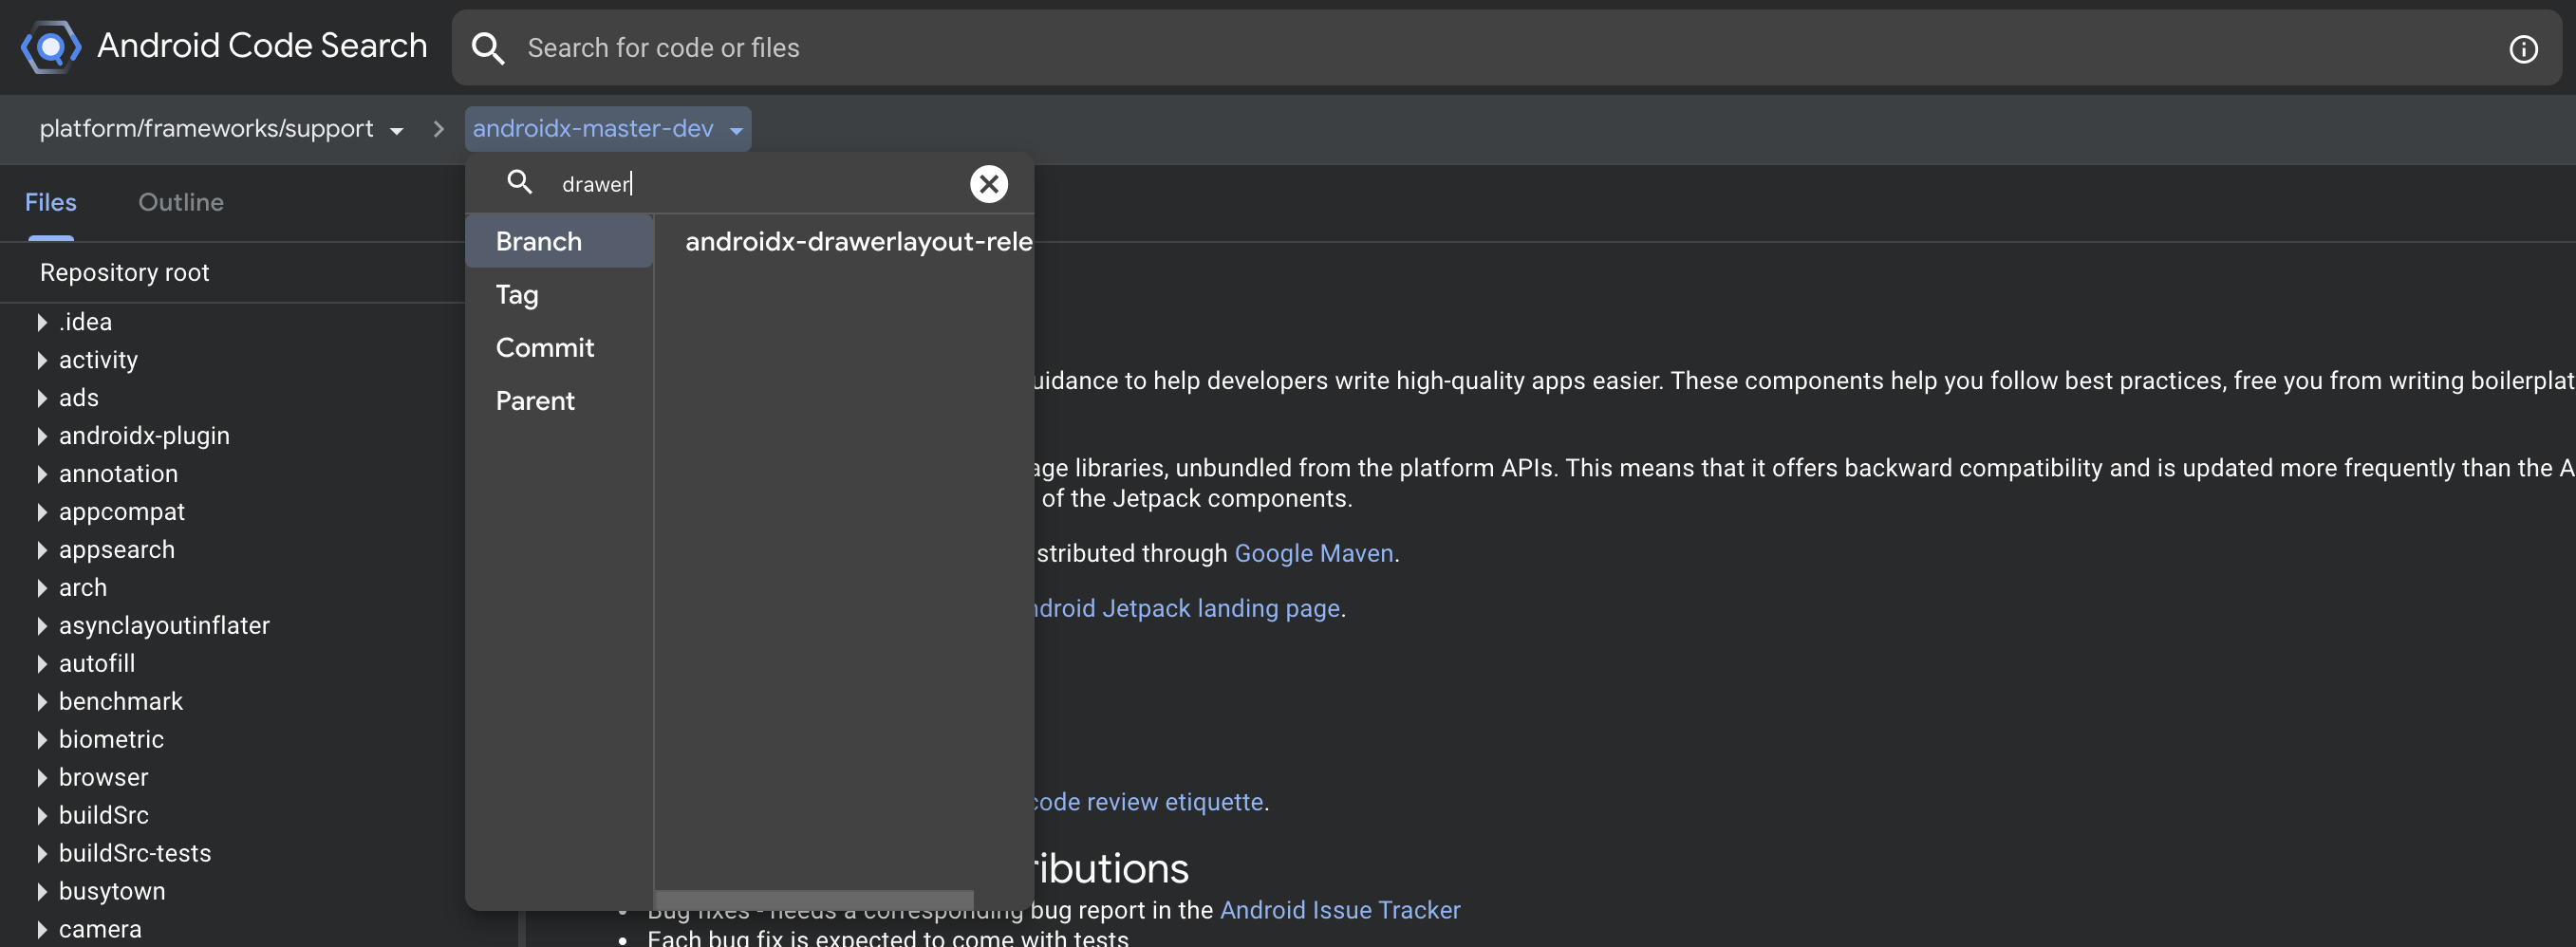 Android Code Search
Search for code or files
platform/frameworks/support
androidx-master-dev
drawer
Files
Outline
Branch
androidx-drawerlayout-rele
Tag
Commit
Parent
Repository root
.idea
activity
ads
androidx-plugin
annotation
appcompat
appsearch
arch
asynclayoutinflater
autofill
benchmark
biometric
browser
buildSrc
buildSrc-tests
busytown
camera
uidance to help developers write high-quality apps easier. These components help you follow best practices, free you from writing boilerplat
age libraries, unbundled from the platform APIs. This means that it offers backward compatibility and is updated more frequently than the A
of the Jetpack components.
stributed through Google Maven.
ndroid Jetpack landing page.
code review etiquette.
ributions
Bug fixes - needs a corresponding bug report in the Android Issue Tracker
Each bug fix is expected to come with tests